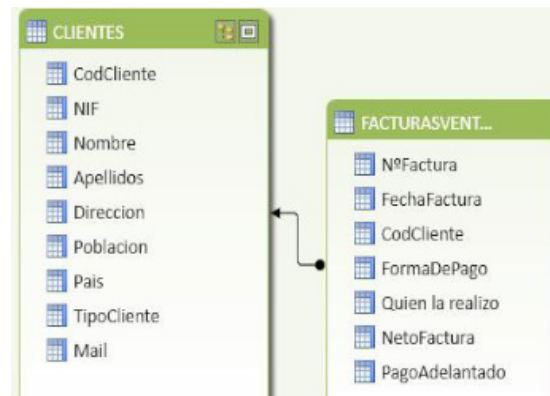 CLIENTES
CodCliente
NIF
Nombre
Apellidos
Direccion
Poblacion
Pais
TipoCliente
Mail
FACTURASVENT...
NºFactura
FechaFactura
CodCliente
FormaDePago
Quien la realizo
NetoFactura
PagoAdelantado